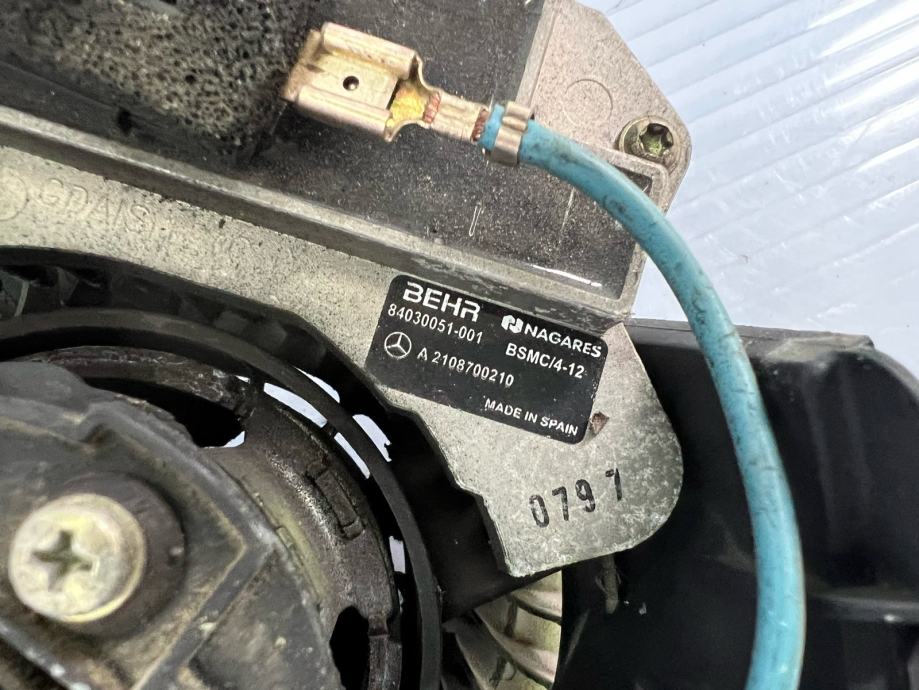 BEHR
84030051-001
NAGARES
BSMC/4-12
A 2108700210
MADE IN SPAIN
0797